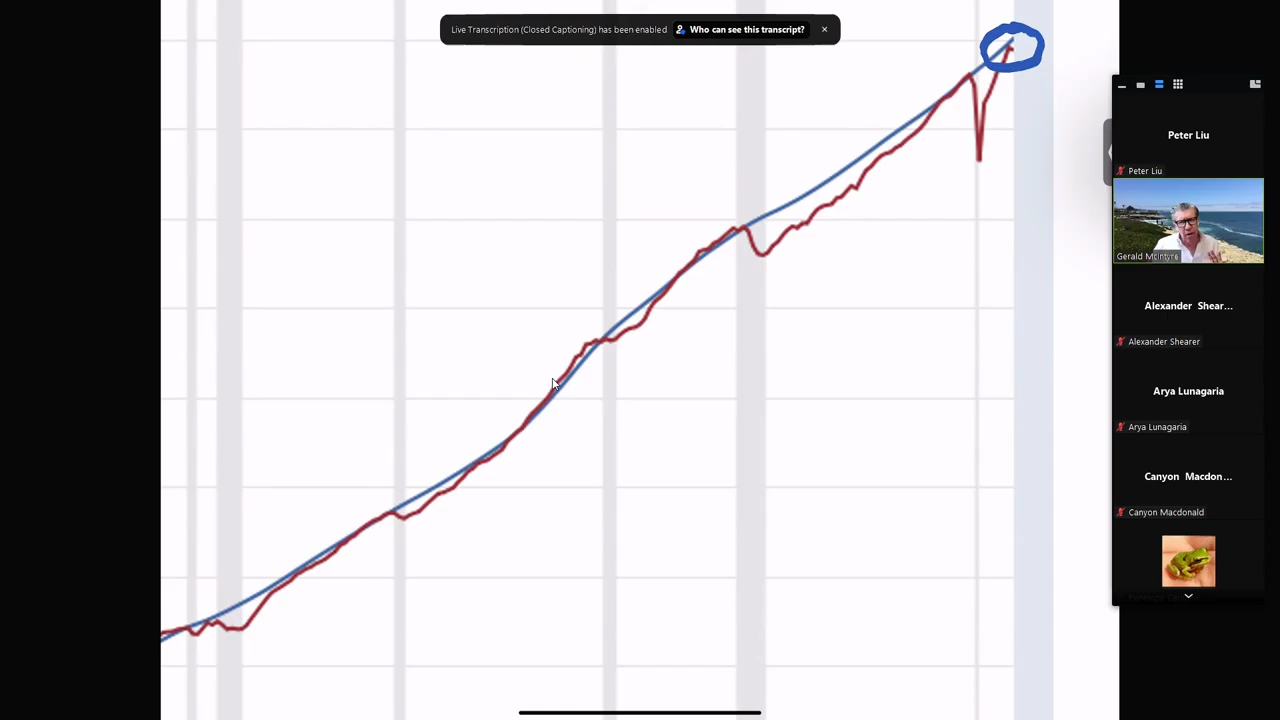 Live Transcription (Closed Captioning) has been enabled Who can see this transcript?
Peter Liu
Peter Liu
Gerald McIntyre
Alexander Shear...
Alexander Shearer
Arya Lunagaria
Arya Lunagaria
Canyon Macdon...
Canyon Macdonald